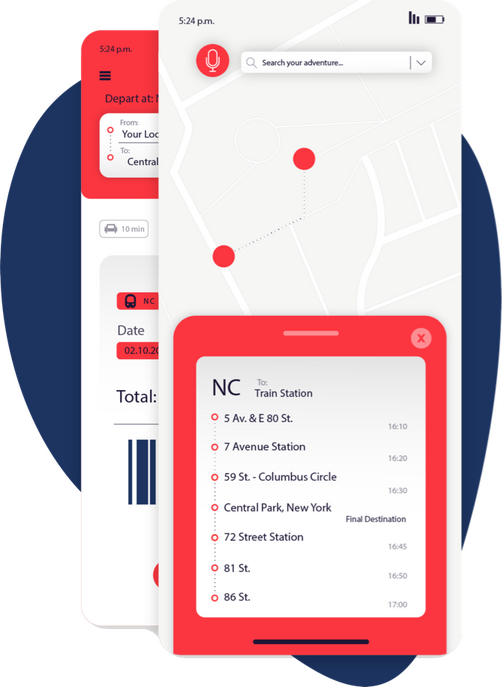 5:24 p.m.
Depart at:
From:
Your Loc
To:
Central
10 min
NC
Date
02.10.20
Total:
5:24 p.m.
Search your adventure...
X
NC
To:
Train Station
5 Av. & E 80 St.
16:10
7 Avenue Station
16:20
59 St. - Columbus Circle
16:30
Central Park, New York
Final Destination
72 Street Station
16:45
81 St.
16:50
86 St.
17:00